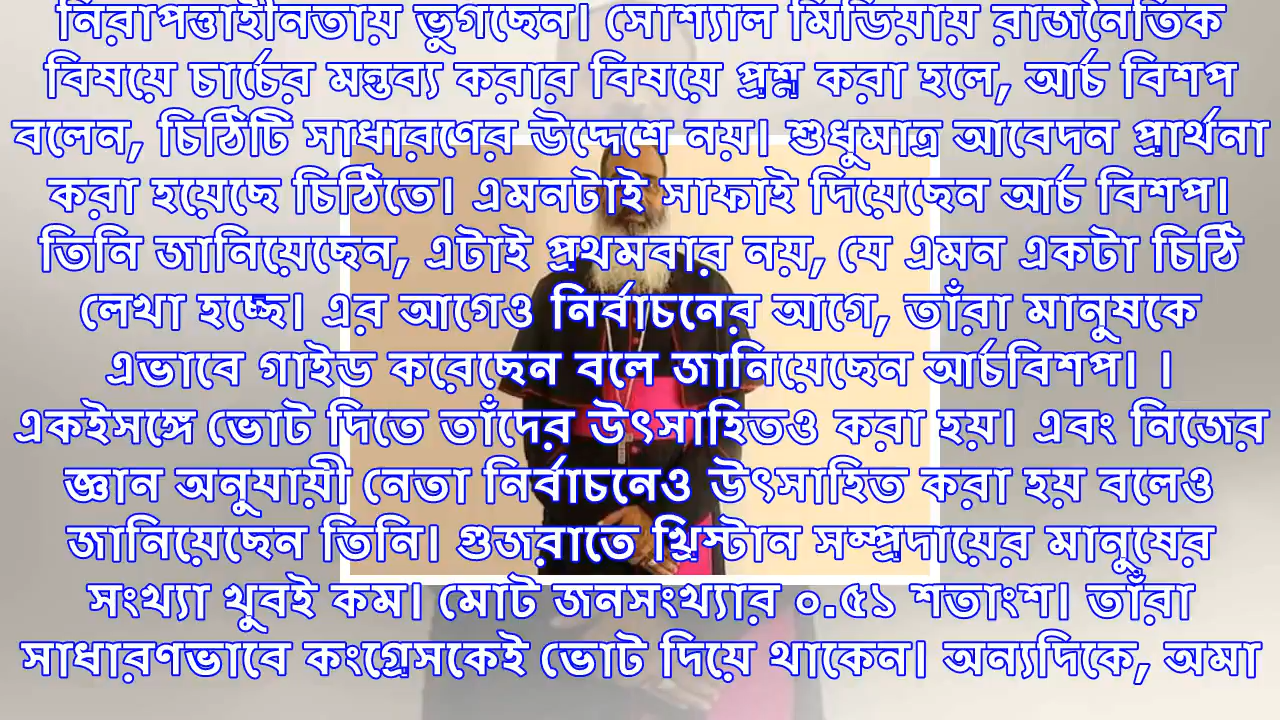 নিরাপত্তাহীনতায় ভুগছেন। সোশ্যাল মিডিয়ায় রাজনৈতিক
বিষয়ে চার্চের মন্তব্য করার বিষয়ে প্রশ্ন করা হলে, আর্চ বিশপ
বলেন, চিঠিটি সাধারণের উদ্দেশে নয়। শুধুমাত্র আবেদন প্রার্থনা
করা হয়েছে চিঠিতে। এমনটাই সাফাই দিয়েছেন আর্চ বিশপ।
তিনি জানিয়েছেন, এটাই প্রথমবার নয়, যে এমন একটা চিঠি
লেখা হচ্ছে। এর আগেও নির্বাচনের আগে, তাঁরা মানুষকে
এভাবে গাইড করেছেন বলে জানিয়েছেন আর্চবিশপ। ।
একইসঙ্গে ভোট দিতে তাঁদের উৎসাহিতও করা হয়। এবং নিজের
জ্ঞান অনুযায়ী নেতা নির্বাচনেও উৎসাহিত করা হয় বলেও
জানিয়েছেন তিনি। গুজরাতে খ্রিস্টান সম্প্রদায়ের মানুষের
সংখ্যা খুবই কম। মোট জনসংখ্যার ০.৫১ শতাংশ। তাঁরা
সাধারণভাবে কংগ্রেসকেই ভোট দিয়ে থাকেন। অন্যদিকে, অমা